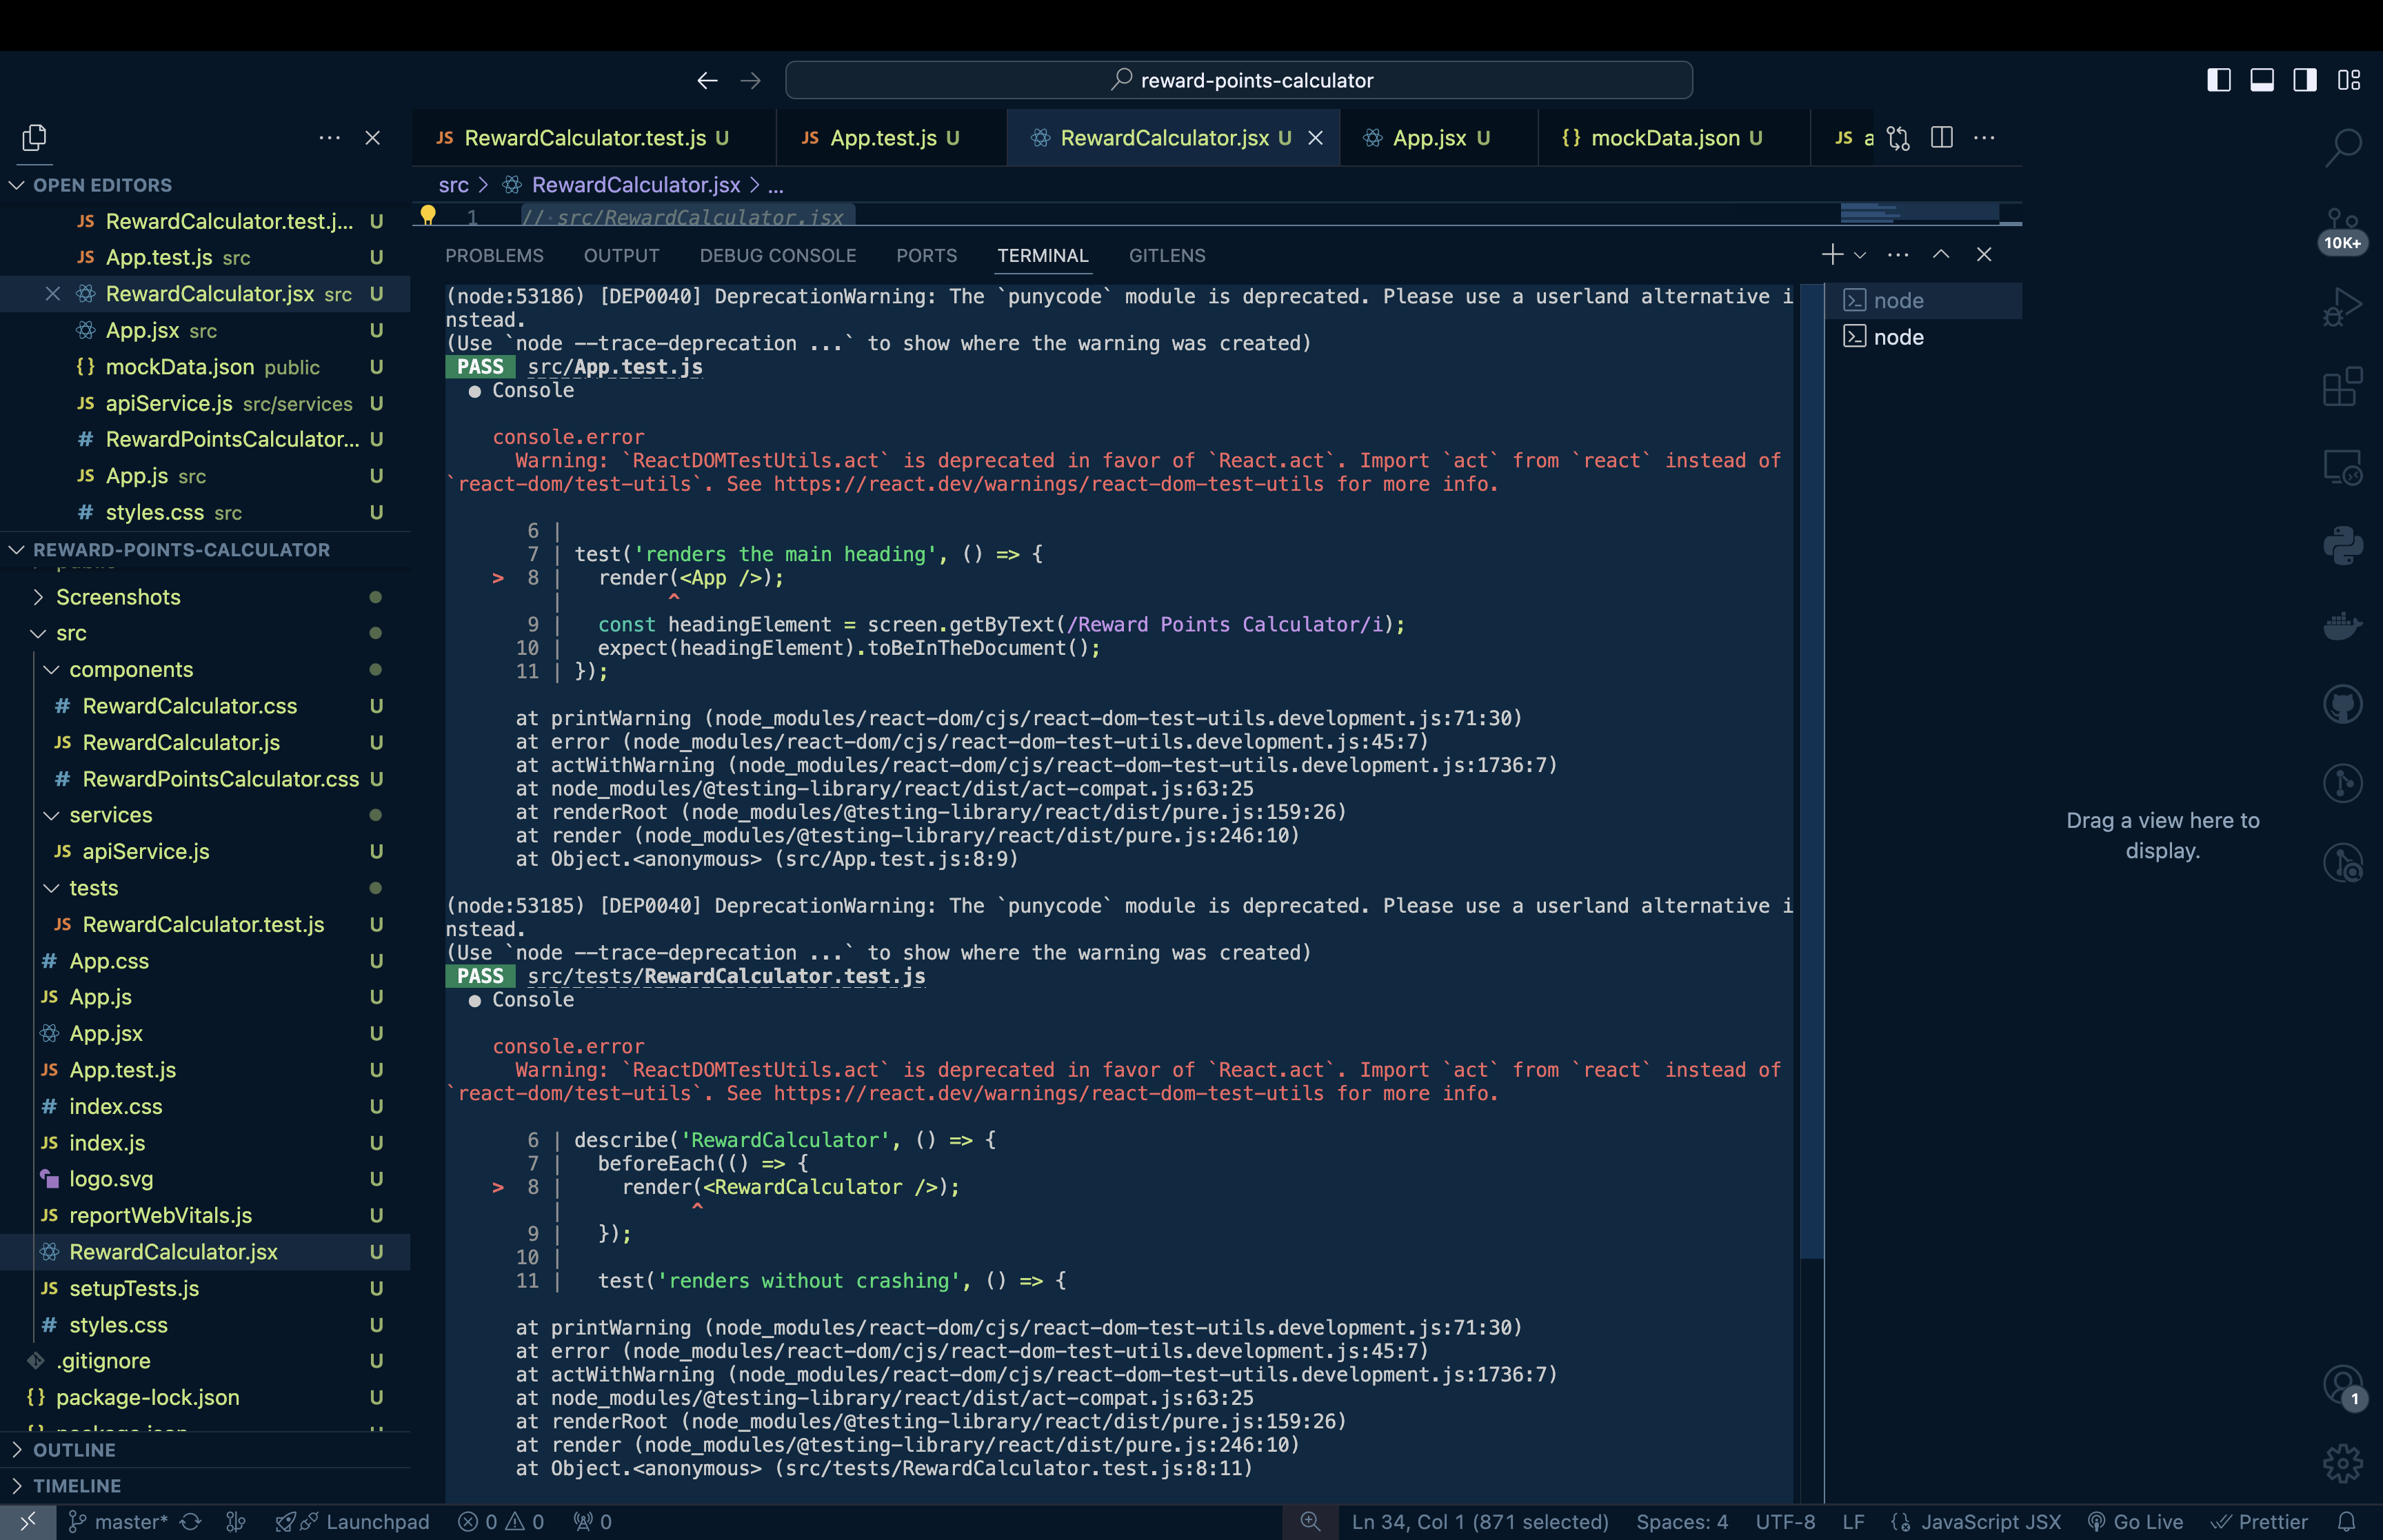 reward-points-calculator
OPEN EDITORS
JS RewardCalculator.test.j... U
JS App.test.js src U
RewardCalculator.jsx src U
App.jsx src U
{} mockData.json public U
JS apiService.js src/services U
# RewardPointsCalculator... U
JS App.js src U
# styles.css src U
REWARD-POINTS-CALCULATOR
Screenshots
src
components
# RewardCalculator.css U
JS RewardCalculator.js U
# RewardPointsCalculator.css U
services
JS apiService.js U
tests
JS RewardCalculator.test.js U
# App.css U
JS App.js U
App.jsx U
JS App.test.js U
# index.css U
JS index.js U
logo.svg U
JS reportWebVitals.js U
RewardCalculator.jsx U
JS setupTests.js U
# styles.css U
.gitignore U
{} package-lock.json U
OUTLINE
TIMELINE
JS RewardCalculator.test.js U JS App.test.js U RewardCalculator.jsx U App.jsx U {} mockData.json U JS a
src > RewardCalculator.jsx > ...
1 // src/RewardCalculator.jsx
PROBLEMS OUTPUT DEBUG CONSOLE PORTS TERMINAL GITLENS
(node:53186) [DEP0040] DeprecationWarning: The `punycode` module is deprecated. Please use a userland alternative i
nstead.
(Use `node --trace-deprecation ...` to show where the warning was created)
PASS src/App.test.js
● Console
console.error
Warning: `ReactDOMTestUtils.act` is deprecated in favor of `React.act`. Import `act` from `react` instead of
`react-dom/test-utils`. See https://react.dev/warnings/react-dom-test-utils for more info.
6 |
7 | test('renders the main heading', () => {
> 8 | render(<App />);
| ^
9 | const headingElement = screen.getByText(/Reward Points Calculator/i);
10 | expect(headingElement).toBeInTheDocument();
11 | });
at printWarning (node_modules/react-dom/cjs/react-dom-test-utils.development.js:71:30)
at error (node_modules/react-dom/cjs/react-dom-test-utils.development.js:45:7)
at actWithWarning (node_modules/react-dom/cjs/react-dom-test-utils.development.js:1736:7)
at node_modules/@testing-library/react/dist/act-compat.js:63:25
at renderRoot (node_modules/@testing-library/react/dist/pure.js:159:26)
at render (node_modules/@testing-library/react/dist/pure.js:246:10)
at Object.<anonymous> (src/App.test.js:8:9)
(node:53185) [DEP0040] DeprecationWarning: The `punycode` module is deprecated. Please use a userland alternative i
nstead.
(Use `node --trace-deprecation ...` to show where the warning was created)
PASS src/tests/RewardCalculator.test.js
● Console
console.error
Warning: `ReactDOMTestUtils.act` is deprecated in favor of `React.act`. Import `act` from `react` instead of
`react-dom/test-utils`. See https://react.dev/warnings/react-dom-test-utils for more info.
6 | describe('RewardCalculator', () => {
7 | beforeEach(() => {
> 8 | render(<RewardCalculator />);
| ^
9 | });
10 |
11 | test('renders without crashing', () => {
at printWarning (node_modules/react-dom/cjs/react-dom-test-utils.development.js:71:30)
at error (node_modules/react-dom/cjs/react-dom-test-utils.development.js:45:7)
at actWithWarning (node_modules/react-dom/cjs/react-dom-test-utils.development.js:1736:7)
at node_modules/@testing-library/react/dist/act-compat.js:63:25
at renderRoot (node_modules/@testing-library/react/dist/pure.js:159:26)
at render (node_modules/@testing-library/react/dist/pure.js:246:10)
at Object.<anonymous> (src/tests/RewardCalculator.test.js:8:11)
node
node
Drag a view here to
display.
10K+
1
master* Launchpad 0 0 0 Ln 34, Col 1 (871 selected) Spaces: 4 UTF-8 LF JavaScript JSX Go Live Prettier